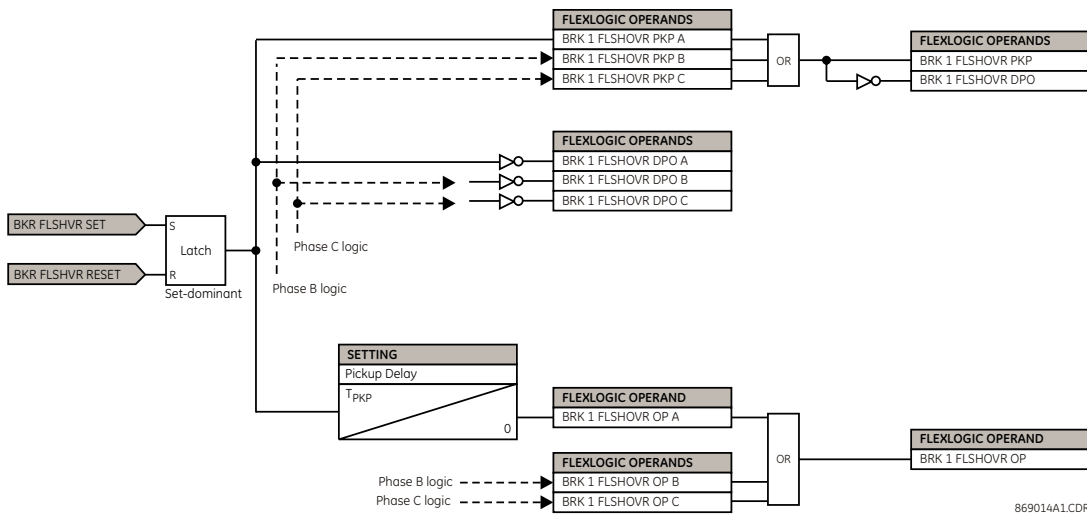 FLEXLOGIC OPERANDS
BRK 1 FLSHOVR PKP A
BRK 1 FLSHOVR PKP B
BRK 1 FLSHOVR PKP C
OR
FLEXLOGIC OPERANDS
BRK 1 FLSHOVR PKP
BRK 1 FLSHOVR DPO
FLEXLOGIC OPERANDS
BRK 1 FLSHOVR DPO A
BRK 1 FLSHOVR DPO B
BRK 1 FLSHOVR DPO C
BKR FLSHVR SET
BKR FLSHVR RESET
S
Latch
R
Set-dominant
Phase C logic
Phase B logic
SETTING
Pickup Delay
TPKP
0
FLEXLOGIC OPERAND
BRK 1 FLSHOVR OP A
FLEXLOGIC OPERANDS
BRK 1 FLSHOVR OP B
BRK 1 FLSHOVR OP C
Phase B logic
Phase C logic
OR
FLEXLOGIC OPERAND
BRK 1 FLSHOVR OP
869014A1.CDR